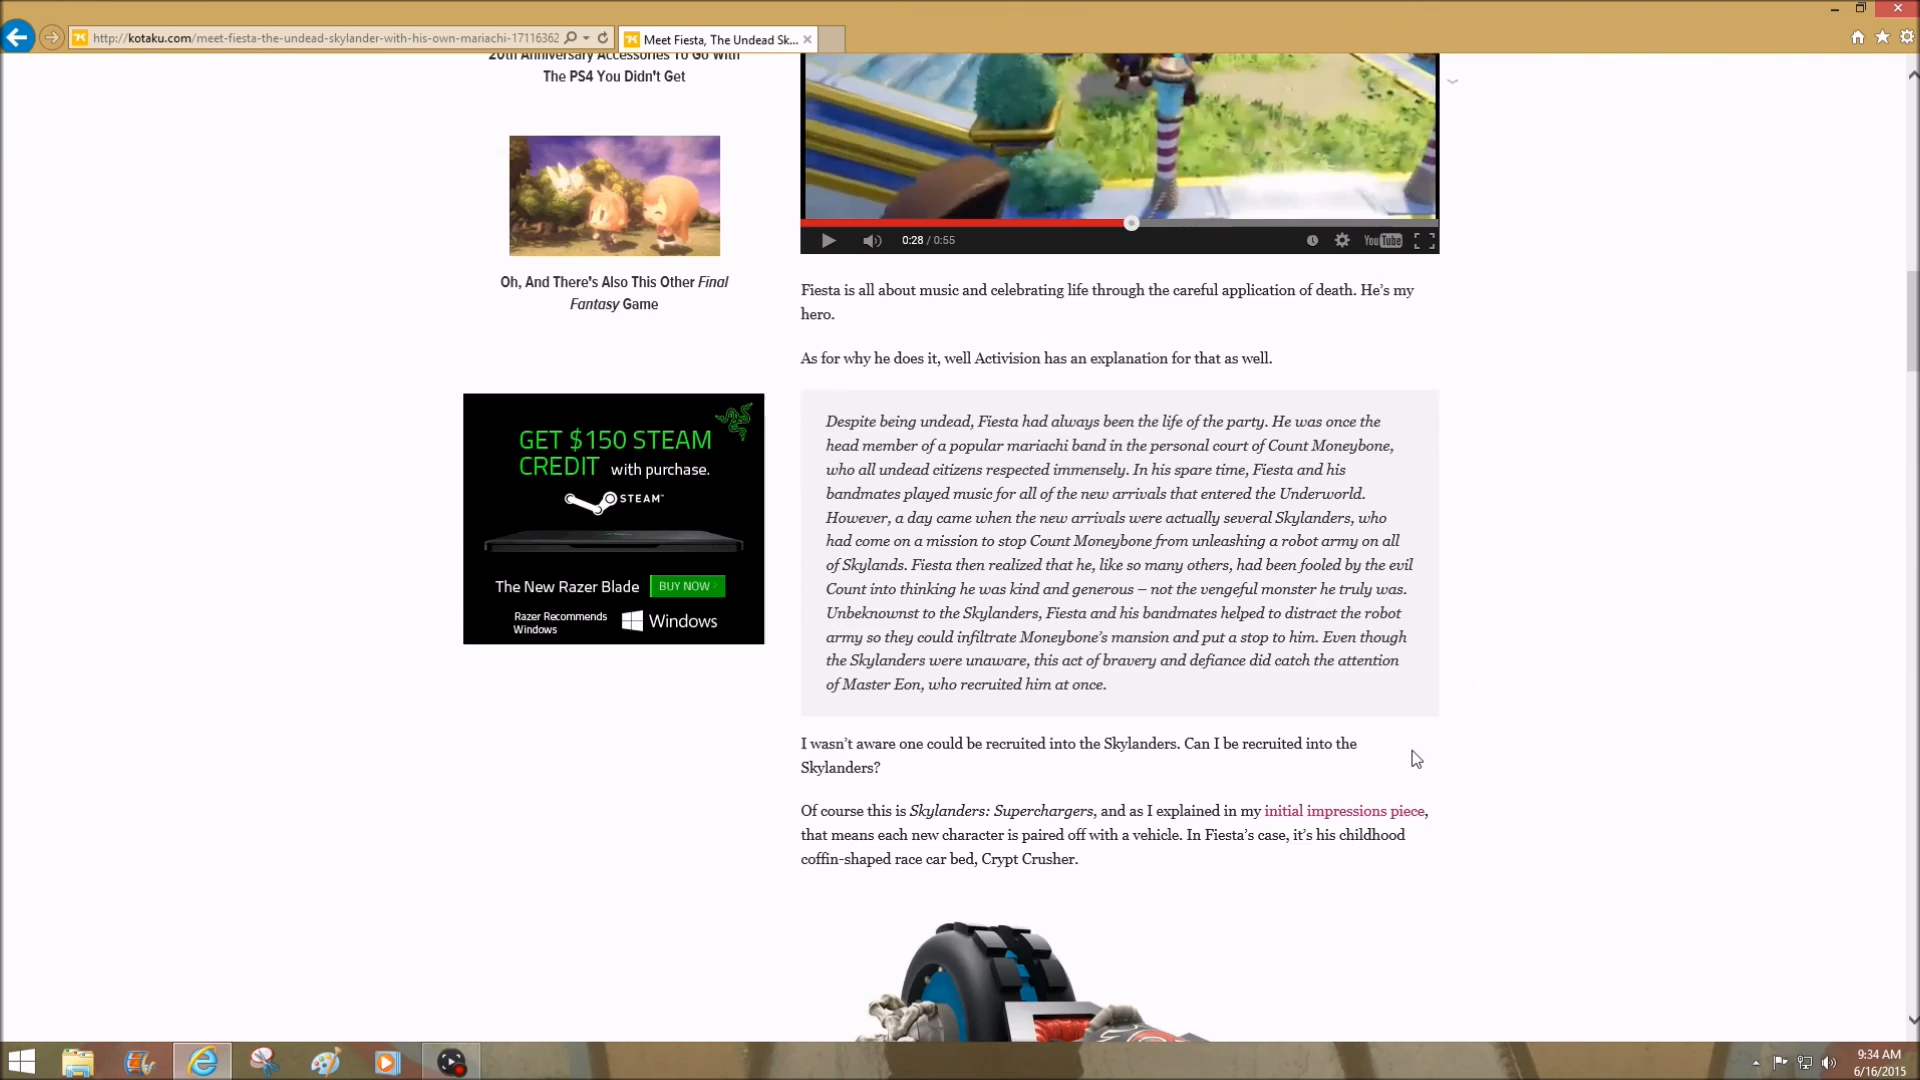 http://kotaku.com/meet-fiesta-the-undead-skylander-with-his-own-mariachi-17116362
Meet Fiesta, The Undead Sk...
20th Anniversary Accessories To Go With
The PS4 You Didn't Get
Oh, And There's Also This Other Final
Fantasy Game
GET $150 STEAM
CREDIT with purchase.
STEAM™
The New Razer Blade BUY NOW
Razer Recommends
Windows
Windows
0:28 / 0:55
YouTube
Fiesta is all about music and celebrating life through the careful application of death. He's my
hero.
As for why he does it, well Activision has an explanation for that as well.
Despite being undead, Fiesta had always been the life of the party. He was once the
head member of a popular mariachi band in the personal court of Count Moneybone,
who all undead citizens respected immensely. In his spare time, Fiesta and his
bandmates played music for all of the new arrivals that entered the Underworld.
However, a day came when the new arrivals were actually several Skylanders, who
had come on a mission to stop Count Moneybone from unleashing a robot army on all
of Skylands. Fiesta then realized that he, like so many others, had been fooled by the evil
Count into thinking he was kind and generous – not the vengeful monster he truly was.
Unbeknownst to the Skylanders, Fiesta and his bandmates helped to distract the robot
army so they could infiltrate Moneybone's mansion and put a stop to him. Even though
the Skylanders were unaware, this act of bravery and defiance did catch the attention
of Master Eon, who recruited him at once.
I wasn't aware one could be recruited into the Skylanders. Can I be recruited into the
Skylanders?
Of course this is Skylanders: Superchargers, and as I explained in my initial impressions piece,
that means each new character is paired off with a vehicle. In Fiesta's case, it's his childhood
coffin-shaped race car bed, Crypt Crusher.
9:34 AM
6/16/2015